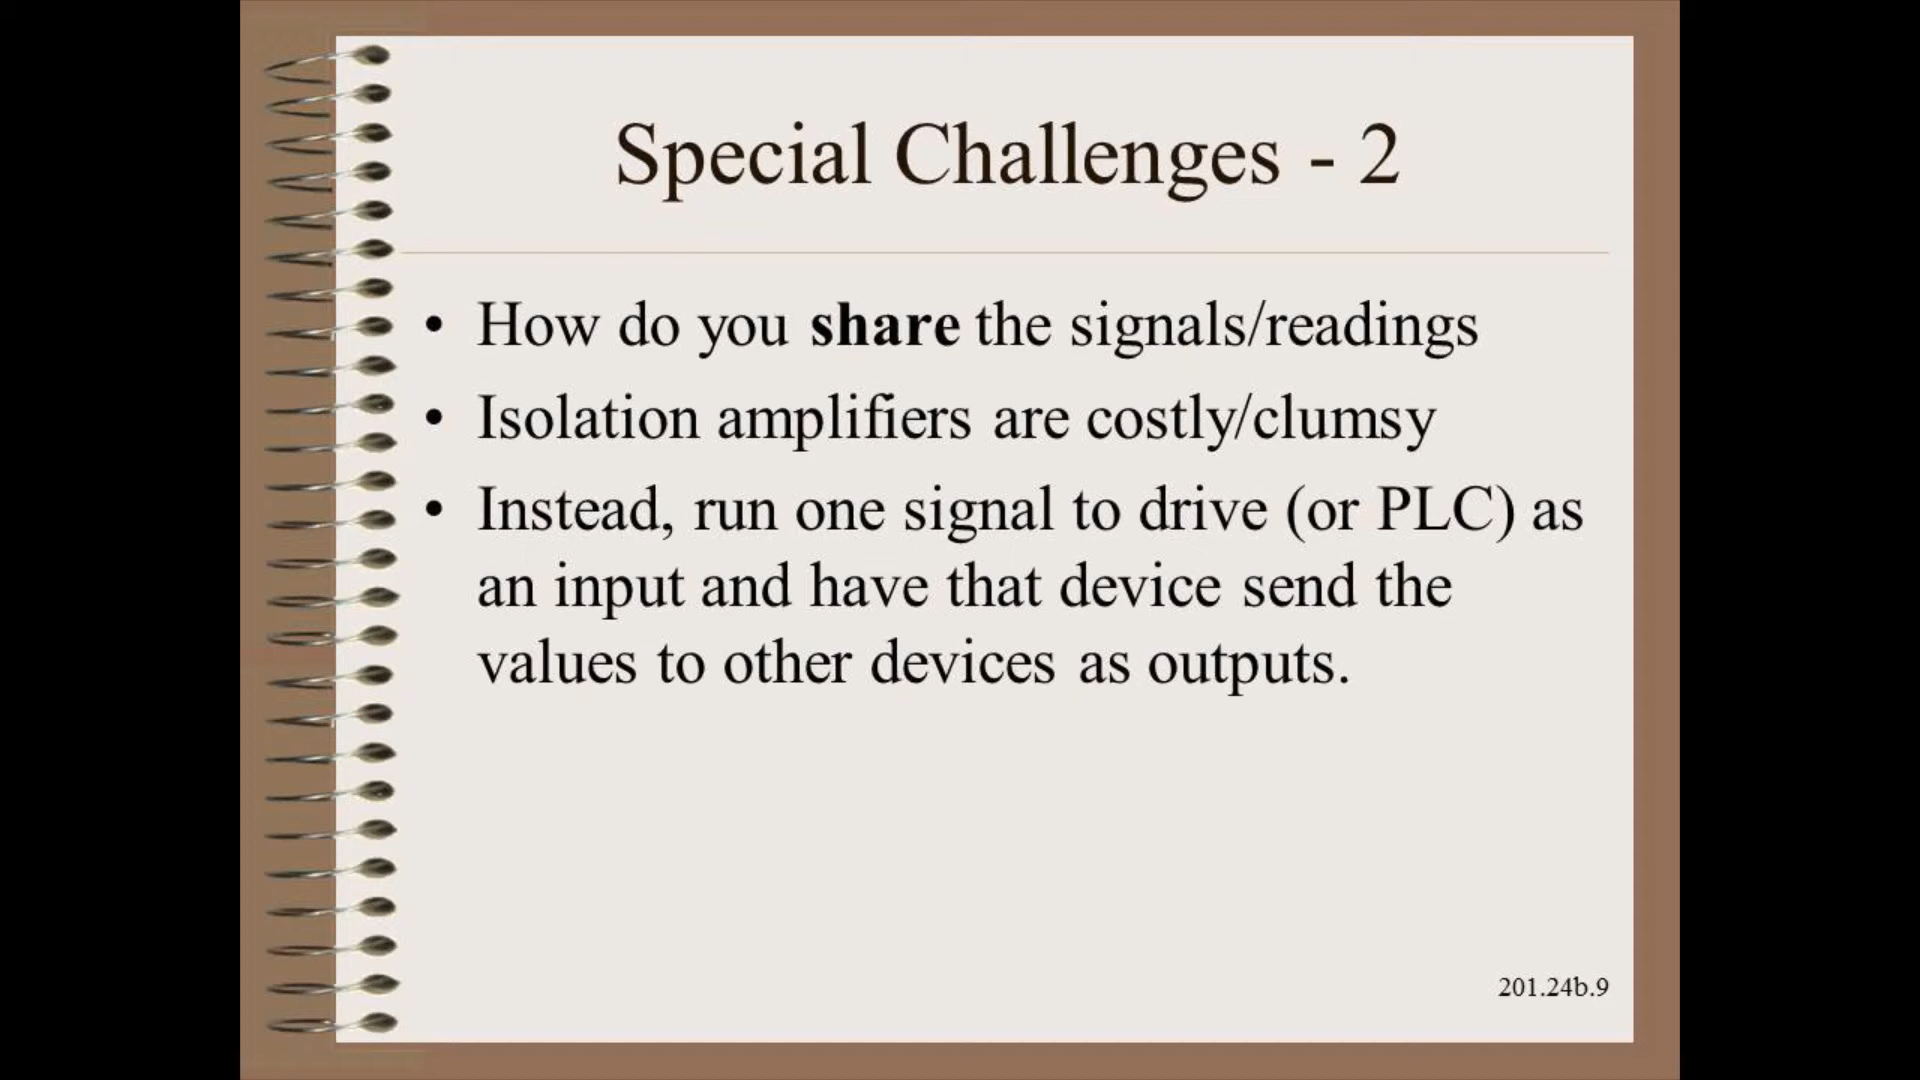 Special Challenges - 2
• How do you share the signals/readings
• Isolation amplifiers are costly/clumsy
• Instead, run one signal to drive (or PLC) as
an input and have that device send the
values to other devices as outputs.
201.24b.9